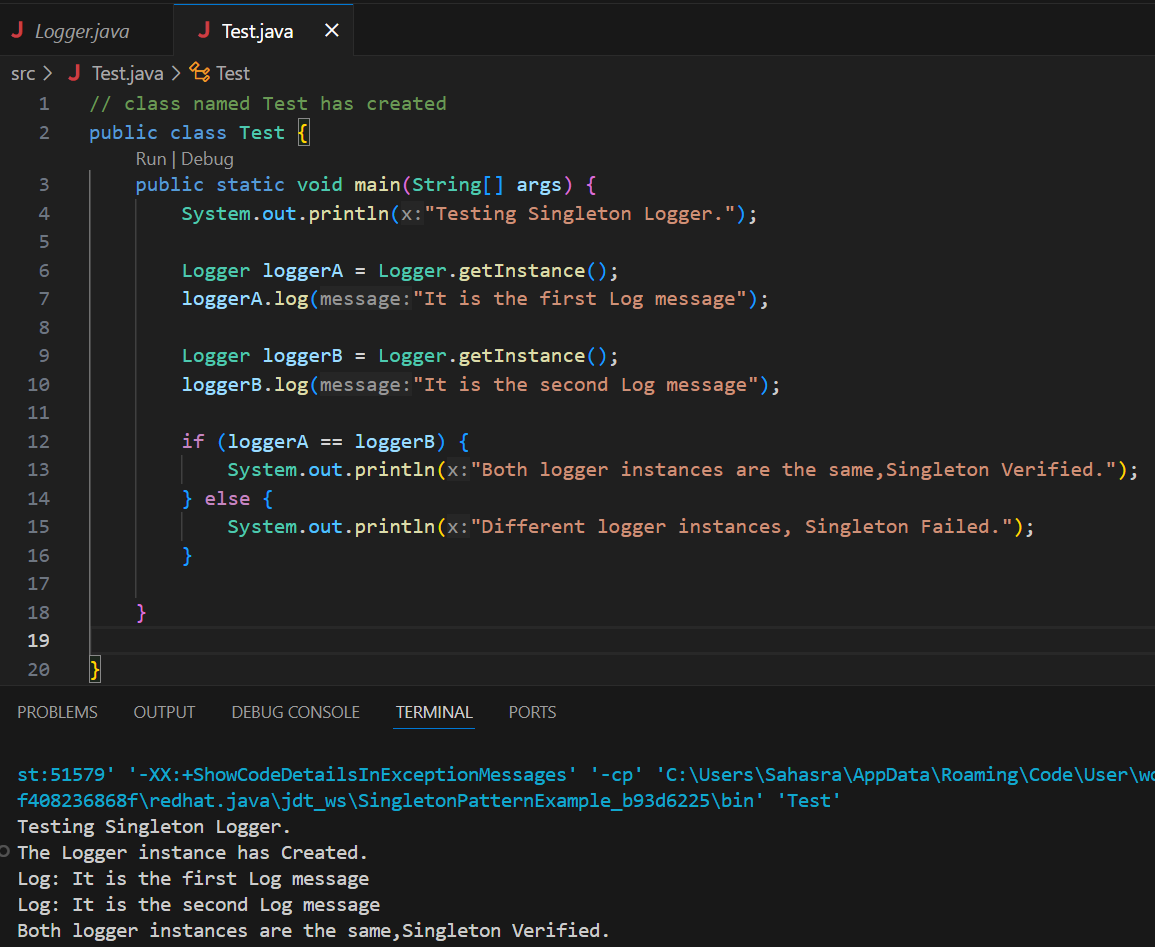 J Logger.java J Test.java ×
src > J Test.java > Test
1 // class named Test has created
2 public class Test {
Run | Debug
3 public static void main(String[] args) {
4 System.out.println(x:"Testing Singleton Logger.");
5
6 Logger loggerA = Logger.getInstance();
7 loggerA.log(message:"It is the first Log message");
8
9 Logger loggerB = Logger.getInstance();
10 loggerB.log(message:"It is the second Log message");
11
12 if (loggerA == loggerB) {
13 System.out.println(x:"Both logger instances are the same,Singleton Verified.");
14 } else {
15 System.out.println(x:"Different logger instances, Singleton Failed.");
16 }
17
18 }
19
20 }
PROBLEMS OUTPUT DEBUG CONSOLE TERMINAL PORTS
st:51579' '-XX:+ShowCodeDetailsInExceptionMessages' '-cp' 'C:\Users\Sahasra\AppData\Roaming\Code\User\wo
f408236868f\redhat.java\jdt_ws\SingletonPatternExample_b93d6225\bin' 'Test'
Testing Singleton Logger.
The Logger instance has Created.
Log: It is the first Log message
Log: It is the second Log message
Both logger instances are the same,Singleton Verified.